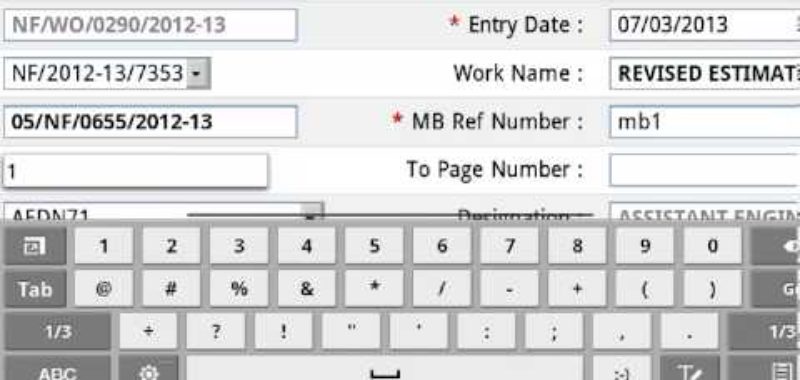 NF/WO/0290/2012-13 * Entry Date : 07/03/2013
NF/2012-13/7353 Work Name : REVISED ESTIMAT
05/NF/0655/2012-13 * MB Ref Number : mb1
1 To Page Number :
AEDN71 Designation : ASSISTANT ENGIN
1 2 3 4 5 6 7 8 9 0
Tab @ # % & * / - + ( ) G
1/3 ÷ ? ! " ' : ; , . 1/3
ABC :-) T